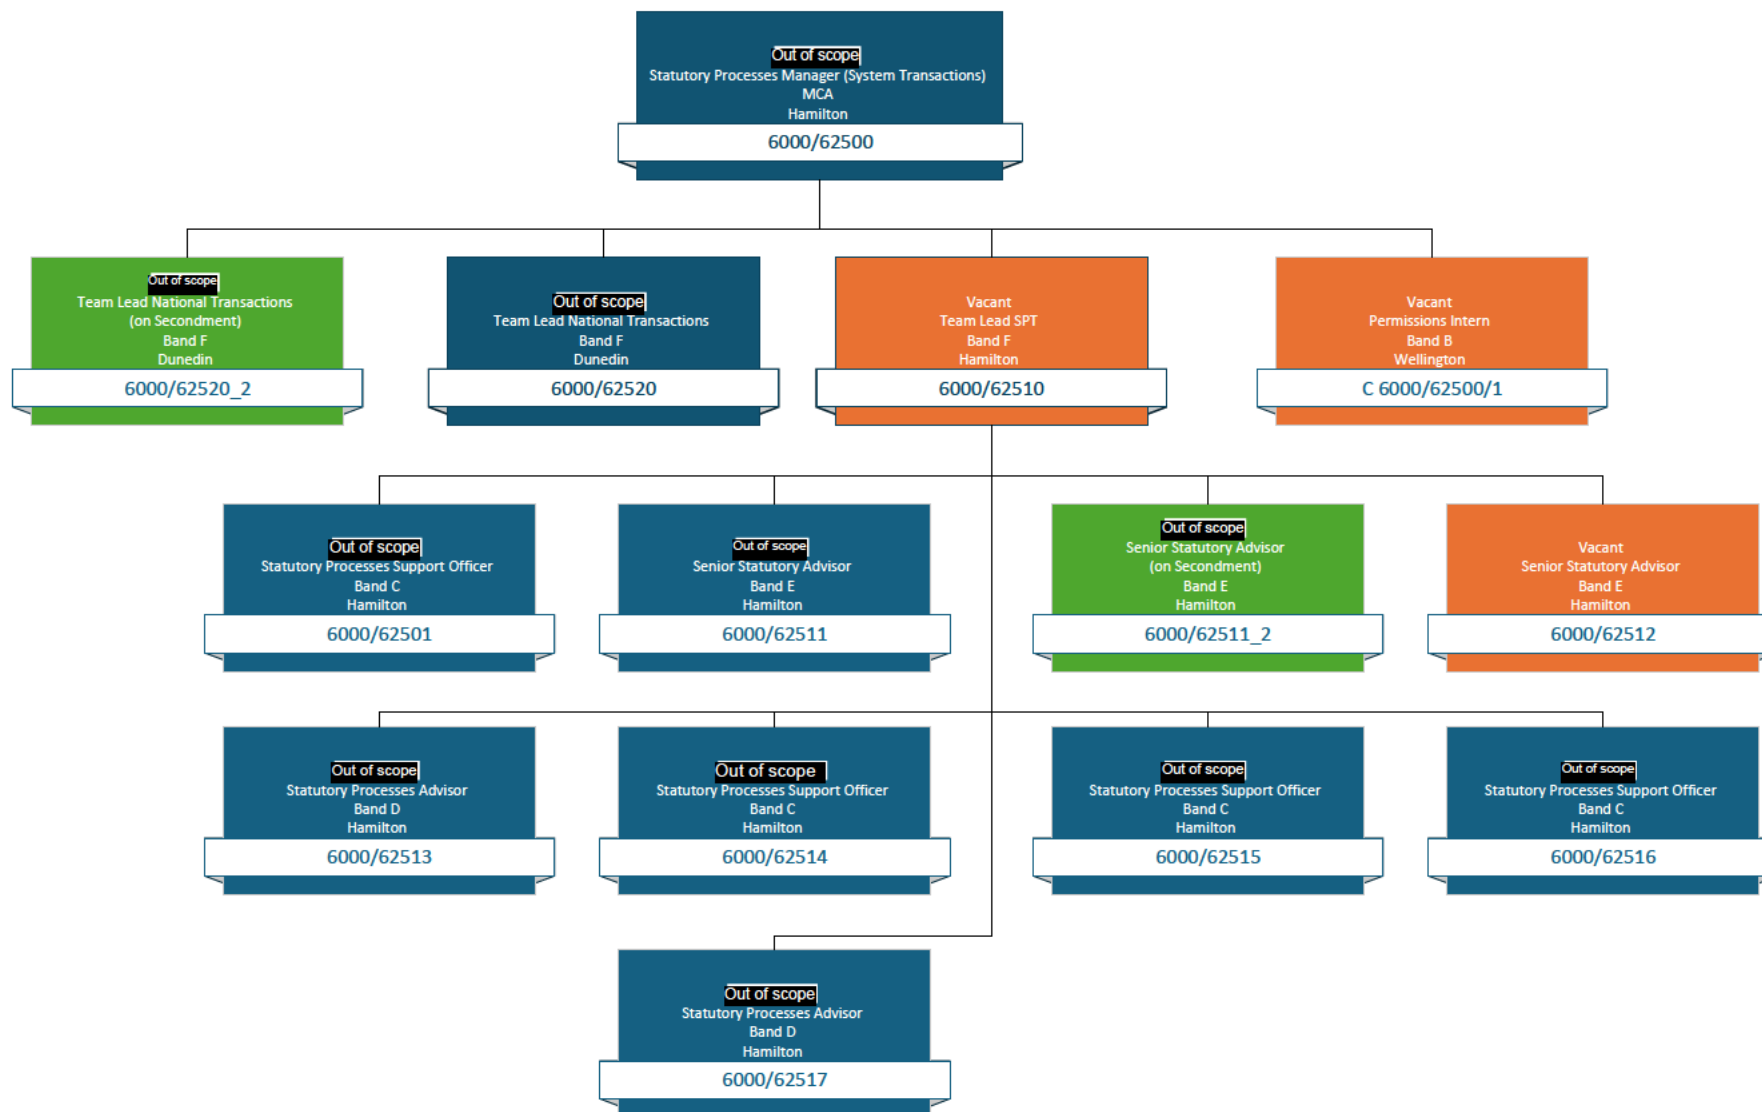 Out of scope
Statutory Processes Manager (System Transactions)
MCA
Hamilton
6000/62500
Out of scope
Team Lead National Transactions
(on Secondment)
Band F
Dunedin
6000/62520_2
Out of scope
Team Lead National Transactions
Band F
Dunedin
6000/62520
Vacant
Team Lead SPT
Band F
Hamilton
6000/62510
Vacant
Permissions Intern
Band B
Wellington
C 6000/62500/1
Out of scope
Statutory Processes Support Officer
Band C
Hamilton
6000/62501
Out of scope
Senior Statutory Advisor
Band E
Hamilton
6000/62511
Out of scope
Senior Statutory Advisor
(on Secondment)
Band E
Hamilton
6000/62511_2
Vacant
Senior Statutory Advisor
Band E
Hamilton
6000/62512
Out of scope
Statutory Processes Advisor
Band D
Hamilton
6000/62513
Out of scope
Statutory Processes Support Officer
Band C
Hamilton
6000/62514
Out of scope
Statutory Processes Support Officer
Band C
Hamilton
6000/62515
Out of scope
Statutory Processes Support Officer
Band C
Hamilton
6000/62516
Out of scope
Statutory Processes Advisor
Band D
Hamilton
6000/62517